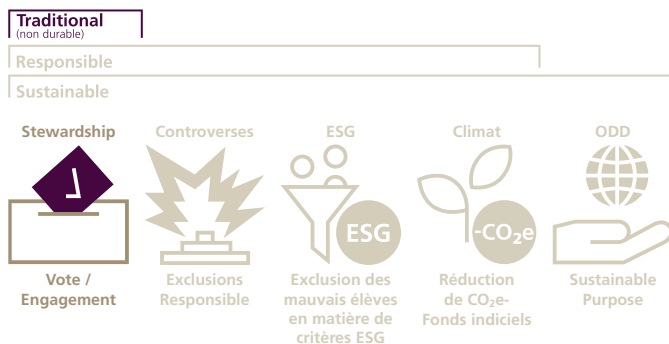 Traditional
(non durable)
Responsible
Sustainable
Stewardship
Controverses
ESG
Climat
ODD
ESG
-CO₂e
Vote /
Engagement
Exclusions
Responsible
Exclusion des
mauvais élèves
en matière de
critères ESG
Réduction
de CO₂e-
Fonds indiciels
Sustainable
Purpose